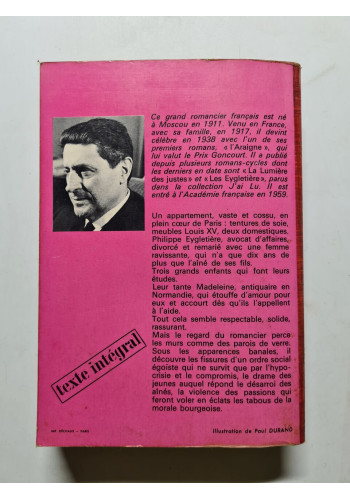 Ce grand romancier français est né
à Moscou en 1911. Venu en France,
avec sa famille, en 1917, il devint
célèbre en 1938 avec l'un de ses
premiers romans, « l'Araigne », qui
lui valut le Prix Goncourt. Il a publié
depuis plusieurs romans-cycles dont
les derniers en date sont « La Lumière
des justes » et « Les Eygletière », parus
dans la collection J'ai Lu. Il est
entré à l'Académie française en 1959.
Un appartement, vaste et cossu, en
plein cœur de Paris : tentures de soie,
meubles Louis XV, deux domestiques.
Philippe Eygletière, avocat d'affaires,
divorcé et remarié avec une femme
ravissante, qui n'a que dix ans de
plus que l'aîné de ses fils.
Trois grands enfants qui font leurs
études.
Leur tante Madeleine, antiquaire en
Normandie, qui étouffe d'amour pour
eux et accourt dès qu'ils l'appellent
à l'aide.
Tout cela semble respectable, solide,
rassurant.
Mais le regard du romancier perce
les murs comme des parois de verre.
Sous les apparences banales, il
découvre les fissures d'un ordre social
égoïste qui ne survit que par l'hypo-
crisie et le compromis, le drame des
jeunes auquel répond le désarroi des
aînés, la violence des passions qui
feront voler en éclats les tabous de la
morale bourgeoise.
texte intégral
Illustration de Paul DURAND